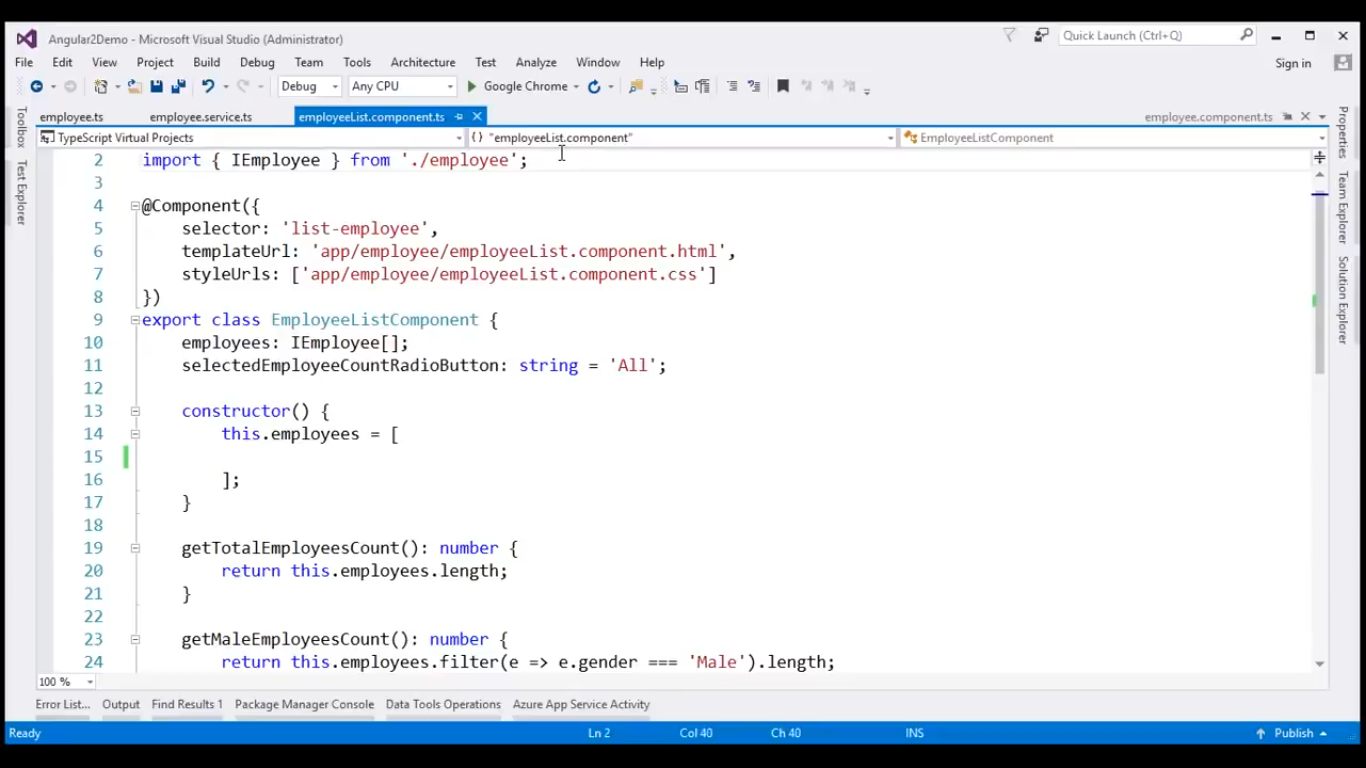 Angular2Demo - Microsoft Visual Studio (Administrator)
Quick Launch (Ctrl+Q)
File Edit View Project Build Debug Team Tools Architecture Test Analyze Window Help
Sign in
Debug Any CPU Google Chrome
employee.ts employee.service.ts employeeList.component.ts employee.component.ts
TypeScript Virtual Projects {} "employeeList.component" EmployeeListComponent
Toolbox
Test Explorer
2 import { IEmployee } from './employee';
3
4 @Component({
5 selector: 'list-employee',
6 templateUrl: 'app/employee/employeeList.component.html',
7 styleUrls: ['app/employee/employeeList.component.css']
8 })
9 export class EmployeeListComponent {
10 employees: IEmployee[];
11 selectedEmployeeCountRadioButton: string = 'All';
12
13 constructor() {
14 this.employees = [
15
16 ];
17 }
18
19 getTotalEmployeesCount(): number {
20 return this.employees.length;
21 }
22
23 getMaleEmployeesCount(): number {
24 return this.employees.filter(e => e.gender === 'Male').length;
Properties
Team Explorer
Solution Explorer
100 %
Error List... Output Find Results 1 Package Manager Console Data Tools Operations Azure App Service Activity
Ready Ln 2 Col 40 Ch 40 INS Publish